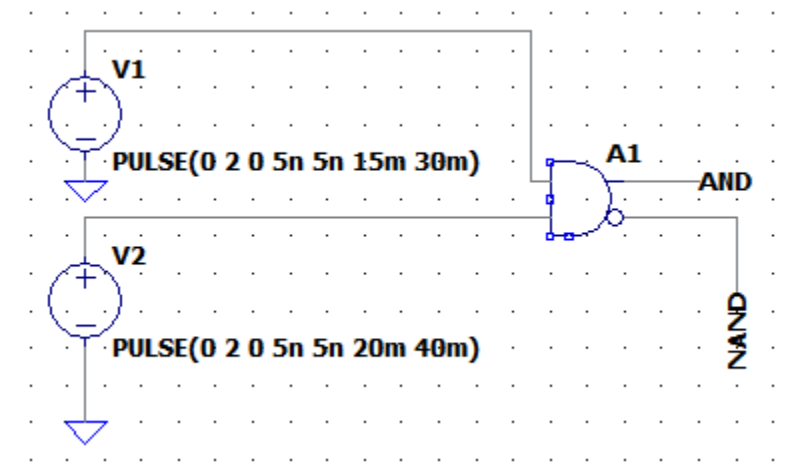 V1
PULSE(0 2 0 5n 5n 15m 30m)
A1
AND
V2
PULSE(0 2 0 5n 5n 20m 40m)
NAND